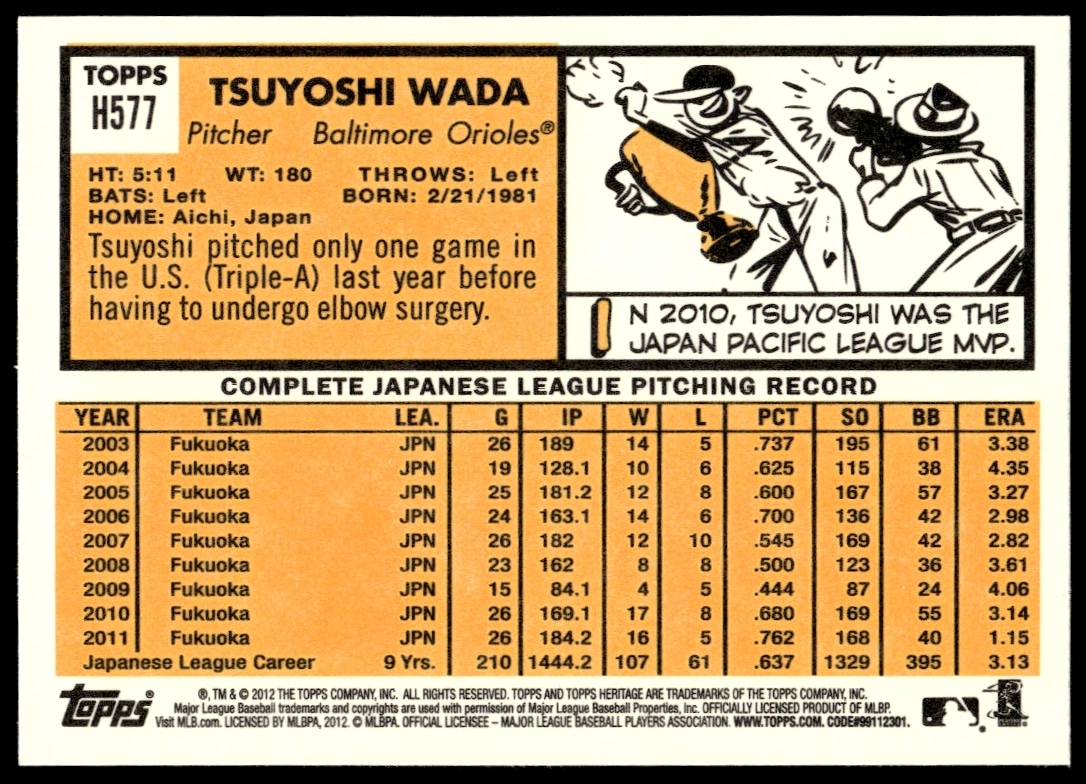 TOPPS
H577
TSUYOSHI WADA
Pitcher Baltimore Orioles®
HT: 5:11 WT: 180 THROWS: Left
BATS: Left BORN: 2/21/1981
HOME: Aichi, Japan
Tsuyoshi pitched only one game in
the U.S. (Triple-A) last year before
having to undergo elbow surgery.
IN 2010, TSUYOSHI WAS THE
JAPAN PACIFIC LEAGUE MVP.
COMPLETE JAPANESE LEAGUE PITCHING RECORD
YEAR TEAM LEA. G IP W L PCT SO BB ERA
2003 Fukuoka JPN 26 189 14 5 .737 195 61 3.38
2004 Fukuoka JPN 19 128.1 10 6 .625 115 38 4.35
2005 Fukuoka JPN 25 181.2 12 8 .600 167 57 3.27
2006 Fukuoka JPN 24 163.1 14 6 .700 136 42 2.98
2007 Fukuoka JPN 26 182 12 10 .545 169 42 2.82
2008 Fukuoka JPN 23 162 8 8 .500 123 36 3.61
2009 Fukuoka JPN 15 84.1 4 5 .444 87 24 4.06
2010 Fukuoka JPN 26 169.1 17 8 .680 169 55 3.14
2011 Fukuoka JPN 26 184.2 16 5 .762 168 40 1.15
Japanese League Career 9 Yrs. 210 1444.2 107 61 .637 1329 395 3.13
Topps®
®, TM & © 2012 THE TOPPS COMPANY, INC. ALL RIGHTS RESERVED. TOPPS AND TOPPS HERITAGE ARE TRADEMARKS OF THE TOPPS COMPANY, INC.
Major League Baseball trademarks and copyrights are used with permission of Major League Baseball Properties, Inc. OFFICIALLY LICENSED PRODUCT OF MLBP.
Visit MLB.com. LICENSED BY MLBPA, 2012. © MLBPA. OFFICIAL LICENSEE – MAJOR LEAGUE BASEBALL PLAYERS ASSOCIATION. WWW.TOPPS.COM. CODE#99112301.